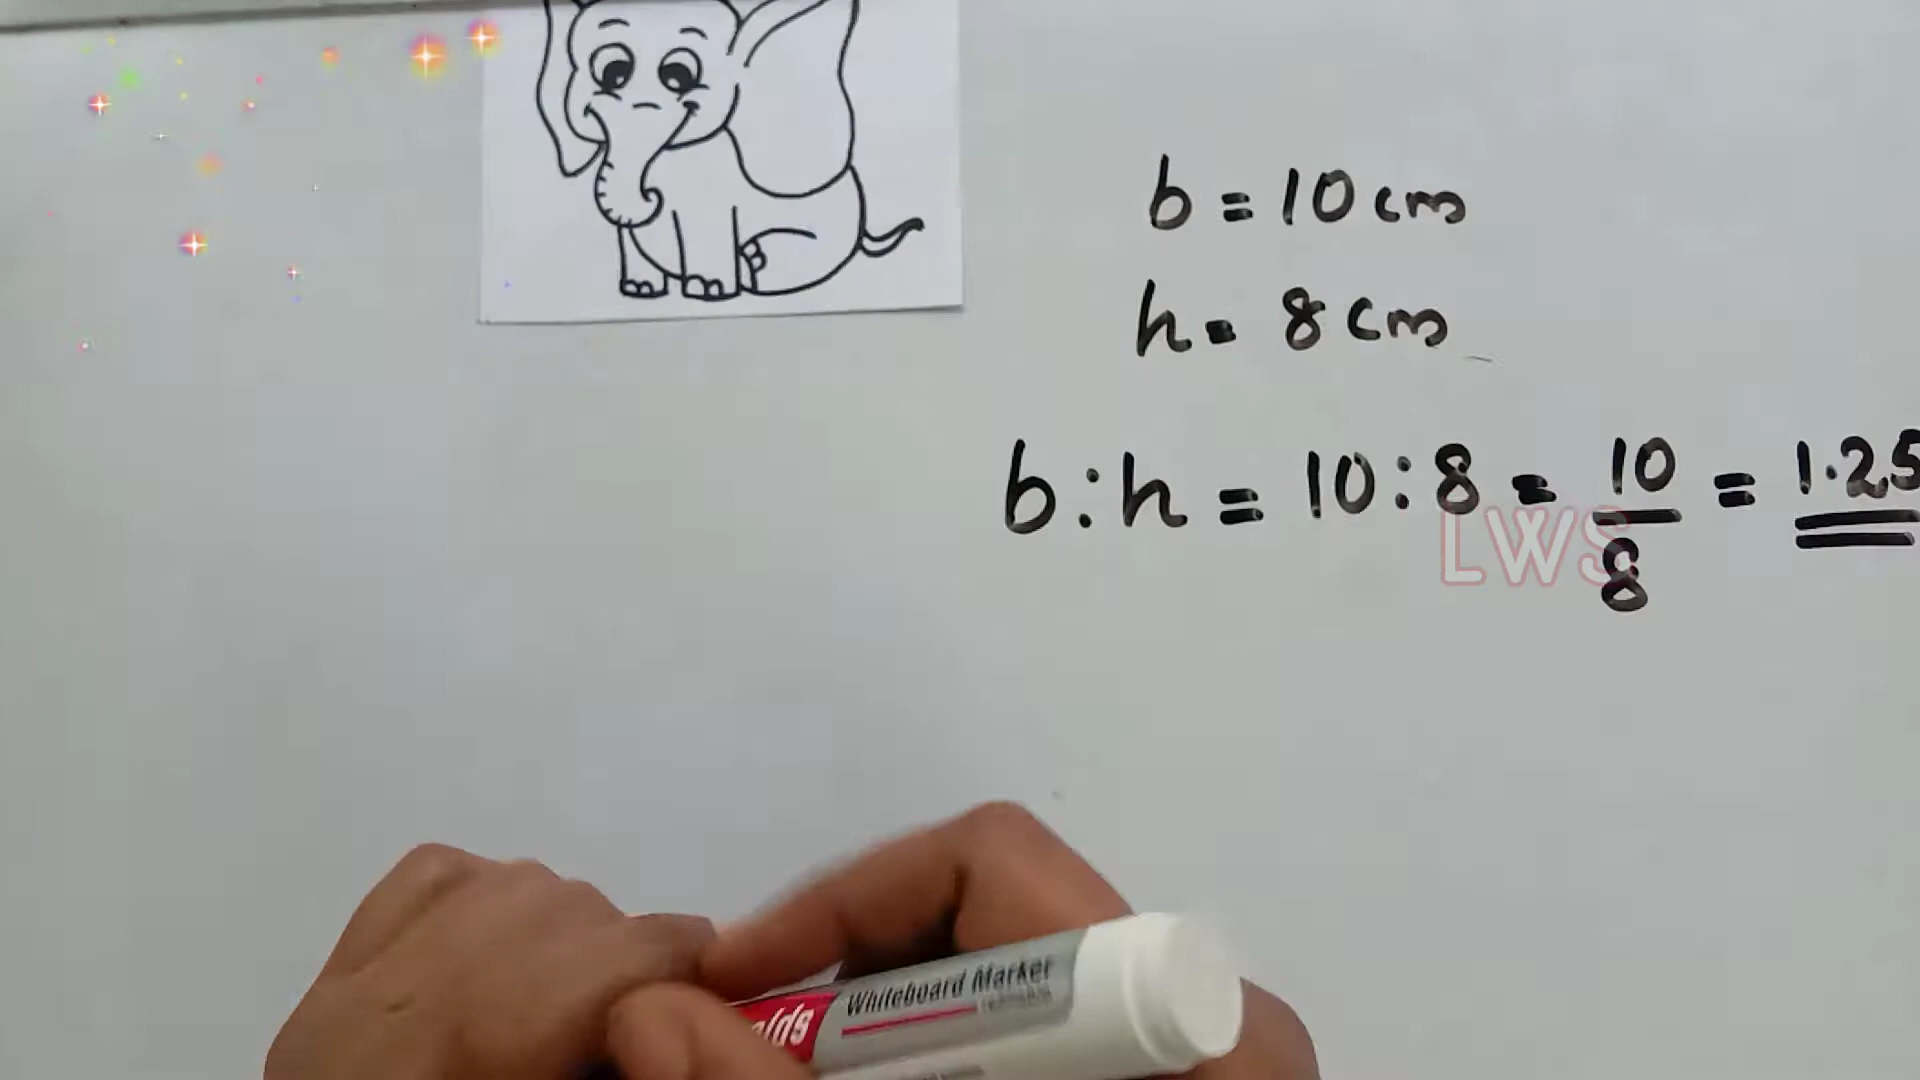 b = 10 cm
h = 8 cm
b : h = 10 : 8 = 10/8 = 1.25
LWS
Whiteboard Marker